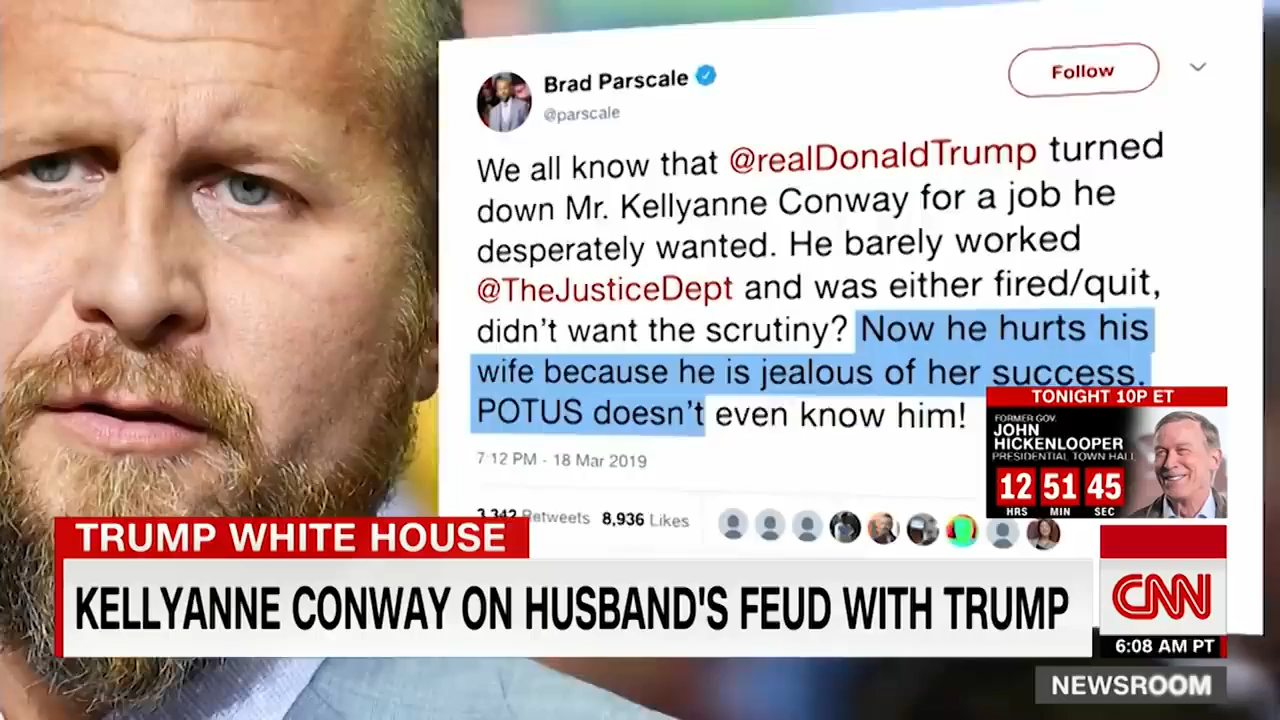 Brad Parscale
@parscale
Follow
We all know that @realDonaldTrump turned
down Mr. Kellyanne Conway for a job he
desperately wanted. He barely worked
@TheJusticeDept and was either fired/quit,
didn't want the scrutiny? Now he hurts his
wife because he is jealous of her success.
POTUS doesn't even know him!
7:12 PM - 18 Mar 2019
3,342 Retweets 8,936 Likes
TONIGHT 10P ET
FORMER GOV.
JOHN
HICKENLOOPER
PRESIDENTIAL TOWN HALL
12 51 45
HRS MIN SEC
TRUMP WHITE HOUSE
KELLYANNE CONWAY ON HUSBAND'S FEUD WITH TRUMP
CNN
6:08 AM PT
NEWSROOM